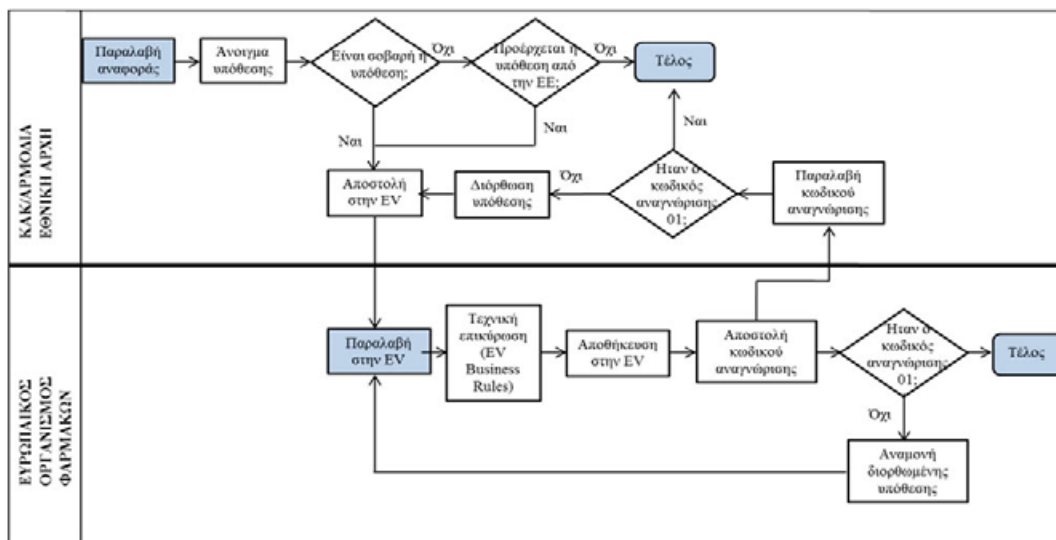 ΚΑΚ/ΑΡΜΟΔΙΑ
ΕΘΝΙΚΗ ΑΡΧΗ
Παραλαβή
αναφοράς
Άνοιγμα
υπόθεσης
Είναι σοβαρή η
υπόθεση;
Όχι
Προέρχεται η
υπόθεση από
την ΕΕ;
Όχι
Τέλος
Ναι
Ναι
Ναι
Αποστολή
στην EV
Διόρθωση
υπόθεσης
Όχι
Ήταν ο
κωδικός
αναγνώρισης
01;
Παραλαβή
κωδικού
αναγνώρισης
ΕΥΡΩΠΑΙΚΟΣ
ΟΡΓΑΝΙΣΜΟΣ
ΦΑΡΜΑΚΩΝ
Παραλαβή
στην EV
Τεχνική
επικύρωση
(EV
Business
Rules)
Αποθήκευση
στην EV
Αποστολή
κωδικού
αναγνώρισης
Ήταν ο
κωδικός
αναγνώρισης
01;
Τέλος
Όχι
Αναμονή
διορθωμένης
υπόθεσης